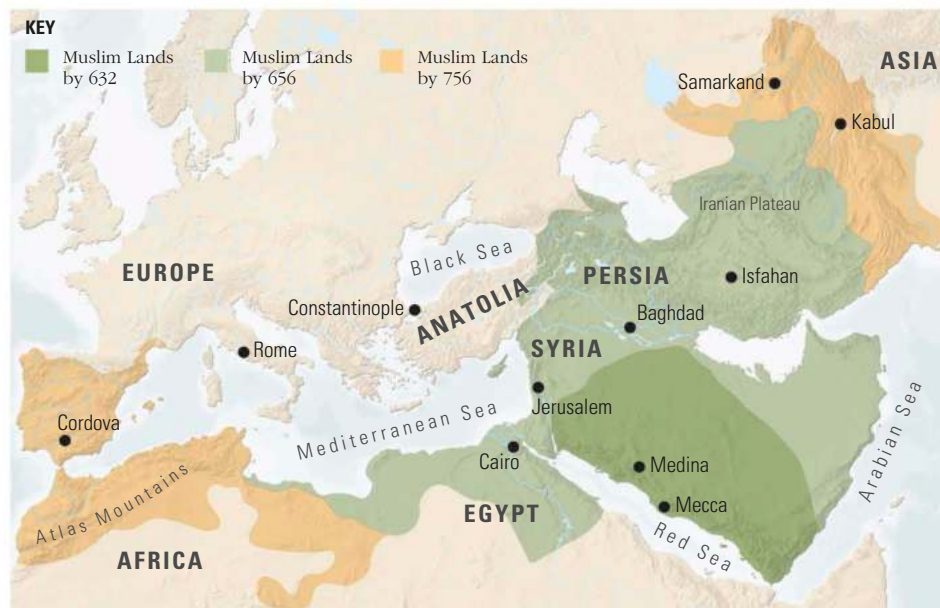 KEY
Muslim Lands
by 632
Muslim Lands
by 656
Muslim Lands
by 756
ASIA
Samarkand
Kabul
Iranian Plateau
EUROPE
Black Sea
Constantinople
ANATOLIA
PERSIA
Isfahan
Baghdad
Rome
SYRIA
Jerusalem
Cordova
Mediterranean Sea
Arabian Sea
Cairo
Medina
Atlas Mountains
EGYPT
Mecca
AFRICA
Red Sea